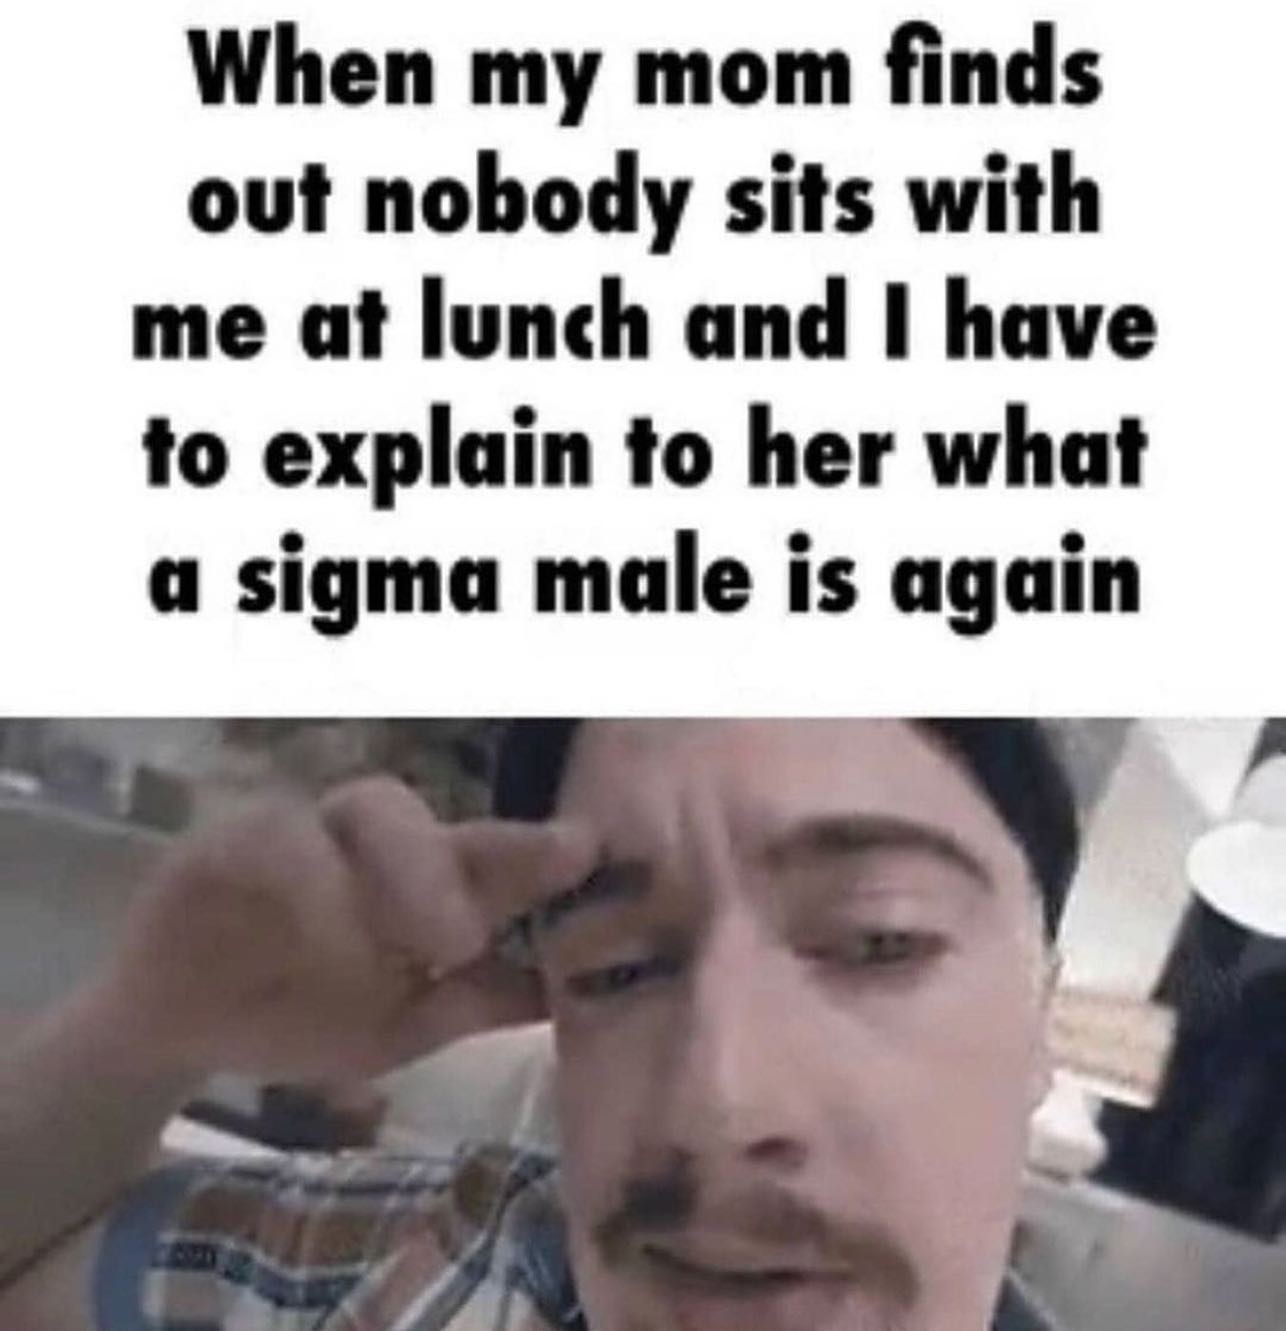 When my mom finds
out nobody sits with
me at lunch and I have
to explain to her what
a sigma male is again